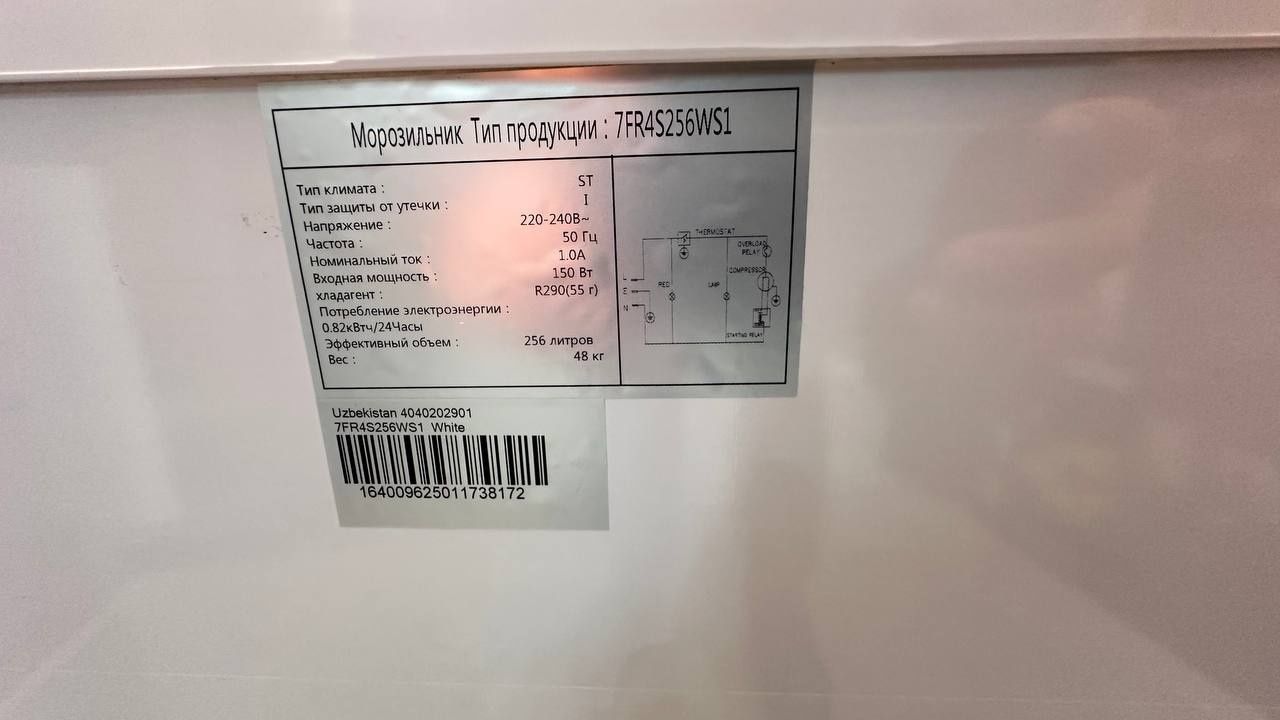 Морозильник Тип продукции : 7FR4S256WS1
Тип климата : ST
Тип защиты от утечки : I
Напряжение : 220-240В~
Частота : 50 Гц
Номинальный ток : 1.0А
Входная мощность : 150 Вт
хладагент : R290(55 г)
Потребление электроэнергии :
0.82кВтч/24Часы
Эффективный объем : 256 литров
Вес : 48 кг
THERMOSTAT
OVERLOAD
RELAY
COMPRESSOR
RED
LAMP
L
E
N
STARTING RELAY
Uzbekistan 4040202901
7FR4S256WS1 White
164009625011738172